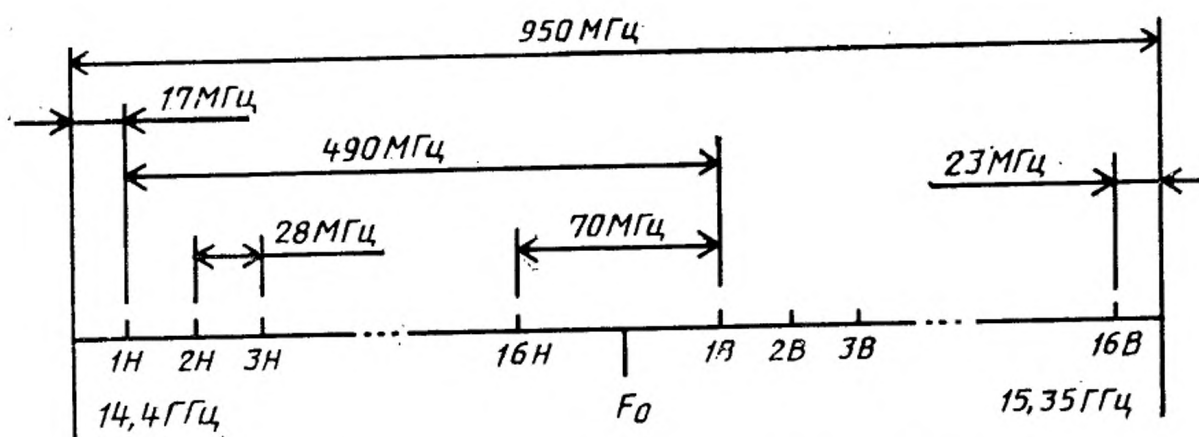 950 МГц
17 МГц
490 МГц
23 МГц
28 МГц
70 МГц
1Н 2Н 3Н 16Н 1В 2В 3В 16В
14,4 ГГц F0 15,35 ГГц